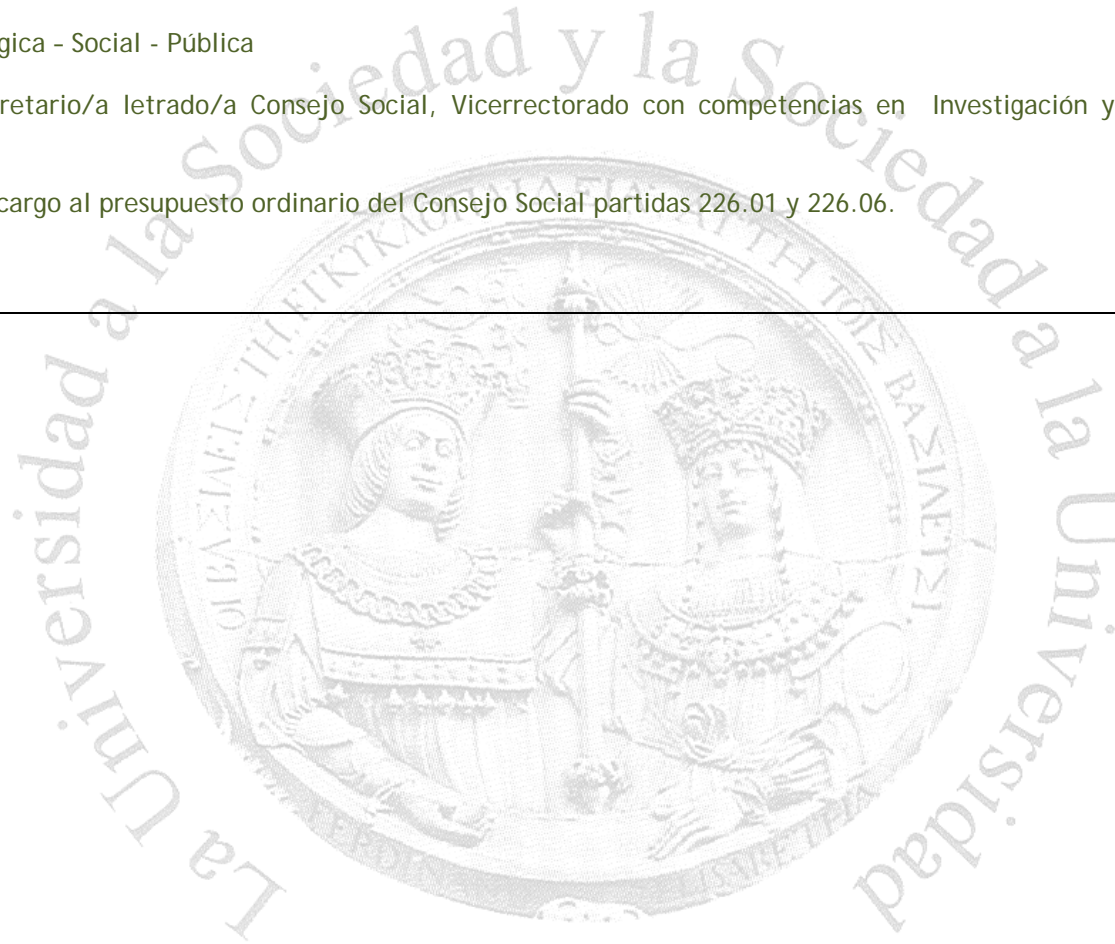 gica – Social - Pública
retario/a letrado/a Consejo Social, Vicerrectorado con competencias en Investigación y
cargo al presupuesto ordinario del Consejo Social partidas 226.01 y 226.06.
La Universidad a la Sociedad y la Sociedad a la Universidad